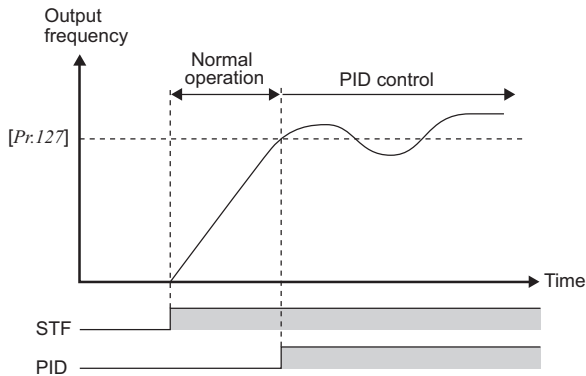 Output
frequency
Normal
operation
PID control
[Pr.127]
Time
STF
PID